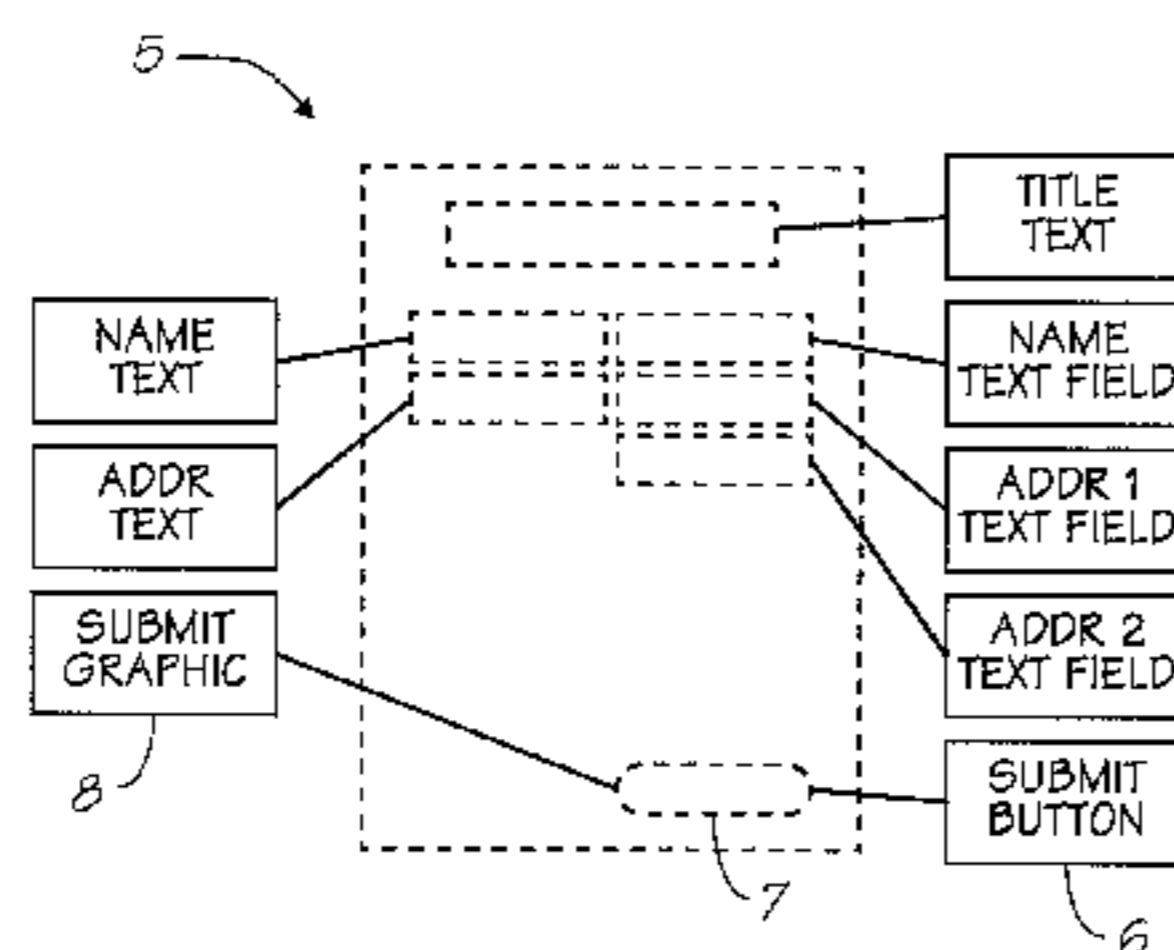 5
TITLE
TEXT
NAME
TEXT
NAME
TEXT FIELD
ADDR
TEXT
ADDR 1
TEXT FIELD
SUBMIT
GRAPHIC
ADDR 2
TEXT FIELD
SUBMIT
BUTTON
8
7
6